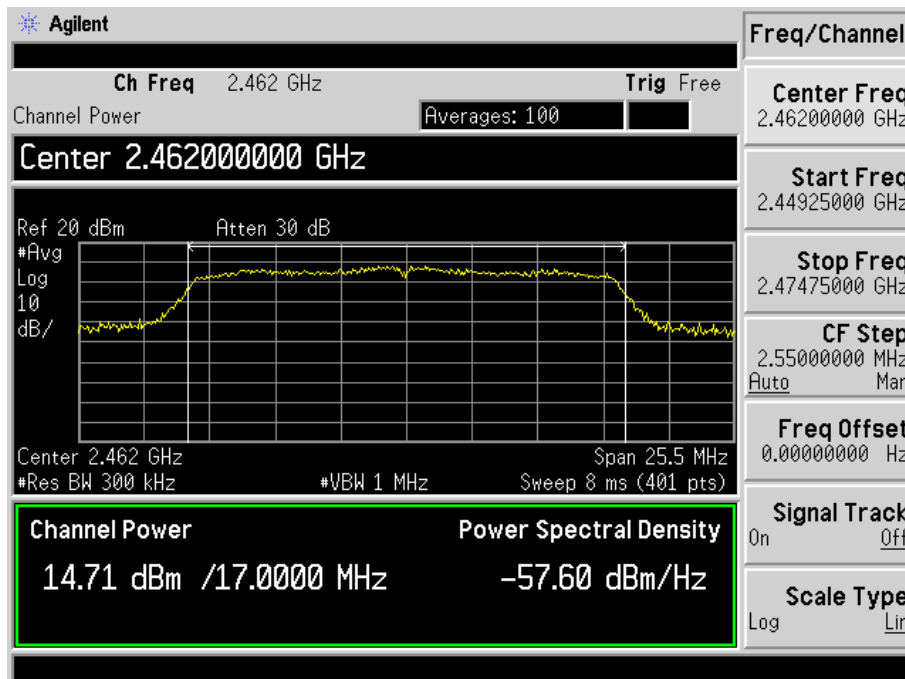 Agilent
Freq/Channel
Ch Freq 2.462 GHz Trig Free
Channel Power Averages: 100
Center 2.462000000 GHz
Ref 20 dBm Atten 30 dB
#Avg
Log
10
dB/
Center 2.462 GHz Span 25.5 MHz
#Res BW 300 kHz #VBW 1 MHz Sweep 8 ms (401 pts)
Channel Power Power Spectral Density
14.71 dBm /17.0000 MHz -57.60 dBm/Hz
Center Freq
2.46200000 GHz
Start Freq
2.44925000 GHz
Stop Freq
2.47475000 GHz
CF Step
2.55000000 MHz
Auto Man
Freq Offset
0.00000000 Hz
Signal Track
On Off
Scale Type
Log Lin